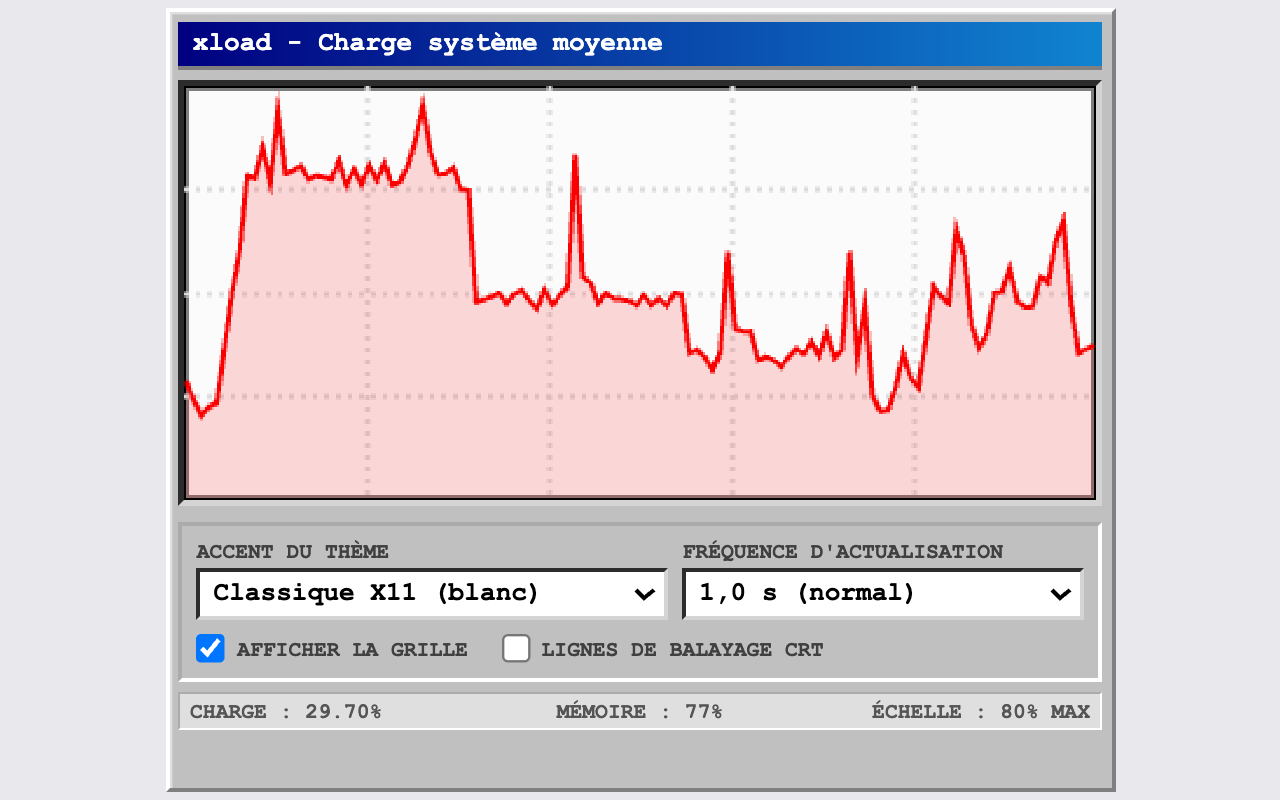 xload - Charge système moyenne
ACCENT DU THÈME
FRÉQUENCE D'ACTUALISATION
Classique X11 (blanc)
1,0 s (normal)
AFFICHER LA GRILLE
LIGNES DE BALAYAGE CRT
CHARGE : 29.70%
MÉMOIRE : 77%
ÉCHELLE : 80% MAX